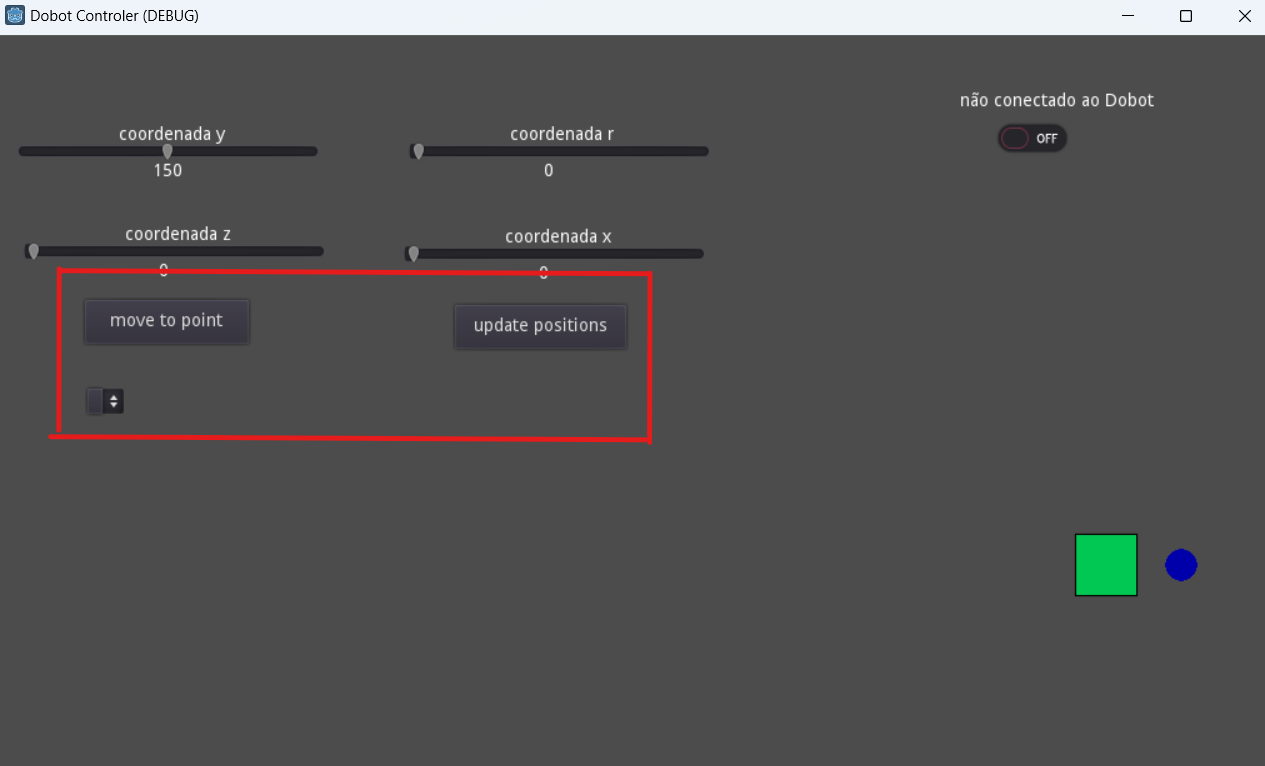 Dobot Controler (DEBUG)
não conectado ao Dobot
OFF
coordenada y
150
coordenada r
0
coordenada z
0
coordenada x
0
move to point
update positions